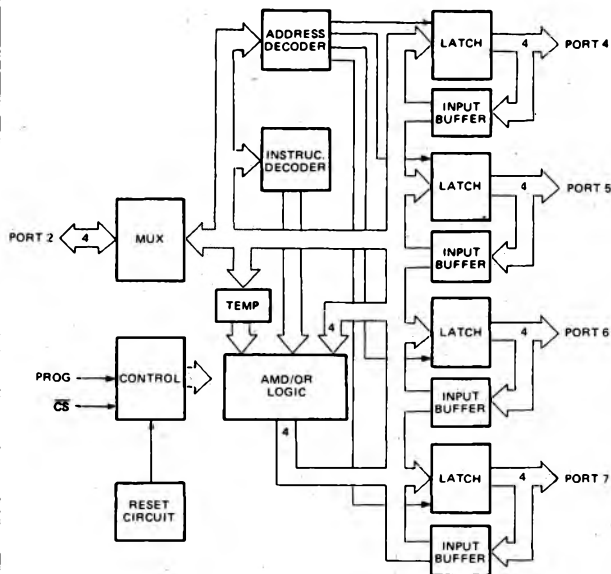 ADDRESS
DECODER
4
LATCH
PORT 4
INPUT
BUFFER
INSTRUC.
DECODER
4
LATCH
PORT 5
INPUT
BUFFER
PORT 2
4
MUX
TEMP
4
4
LATCH
PORT 6
INPUT
BUFFER
PROG
CS
CONTROL
AMD/OR
LOGIC
4
4
LATCH
PORT 7
INPUT
BUFFER
RESET
CIRCUIT